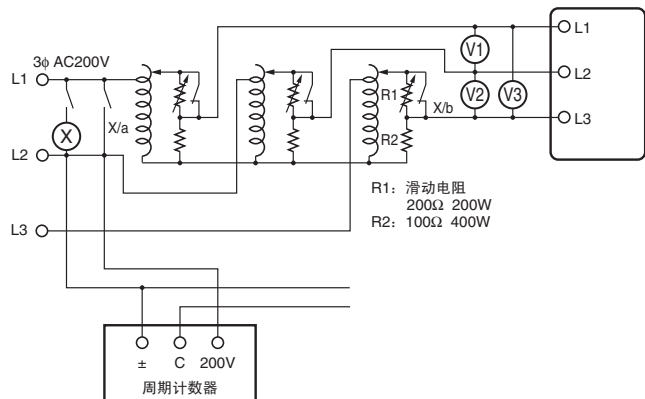 3ϕ AC200V
L1
X/a
X
L2
L3
R1
R2
X/b
V1
V2
V3
L1
L2
L3
R1：滑动电阻
200Ω 200W
R2：100Ω 400W
± C 200V
周期计数器